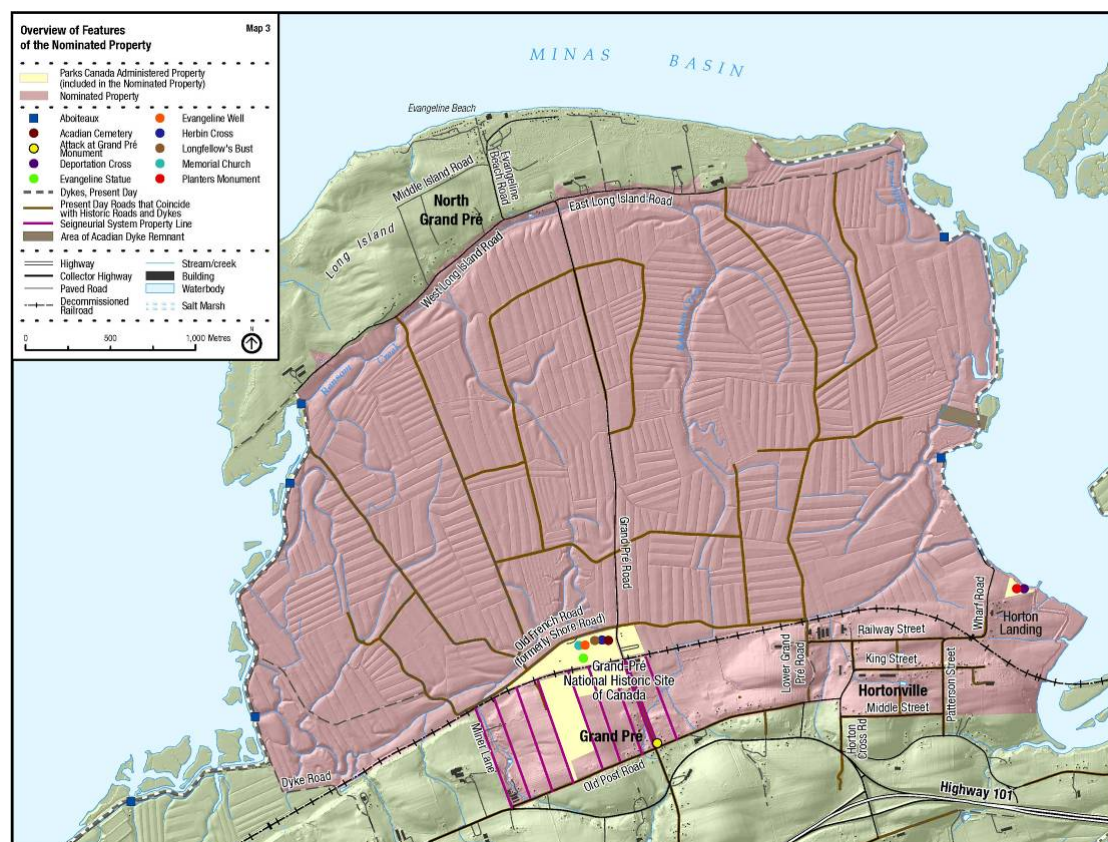 Overview of Features
of the Nominated Property
Map 3
Parks Canada Administered Property
(included in the Nominated Property)
Nominated Property
Aboiteaux
Acadian Cemetery
Attack at Grand Pré
Monument
Deportation Cross
Evangeline Statue
Evangeline Well
Herbin Cross
Longfellow's Bust
Memorial Church
Planters Monument
Dykes, Present Day
Present Day Roads that Coincide
with Historic Roads and Dykes
Seigneurial System Property Line
Area of Acadian Dyke Remnant
Highway
Collector Highway
Paved Road
Decommissioned
Railroad
Stream/creek
Building
Waterbody
Salt Marsh
0 500 1,000 Metres
N
MINAS BASIN
Evangeline Beach
Middle Island Road
Evangeline
Beach Road
North
Grand Pré
Long Island
East Long Island Road
West Long Island Road
Grand Pré Road
Old French Road
(formerly Shore Road)
Grand-Pré
National Historic Site
of Canada
Grand Pré
Miner Lane
Old Post Road
Dyke Road
Lower Grand
Pré Road
Railway Street
King Street
Hortonville
Middle Street
Patterson Street
Wharf Road
Horton
Landing
Horton
Cross Rd
Highway 101